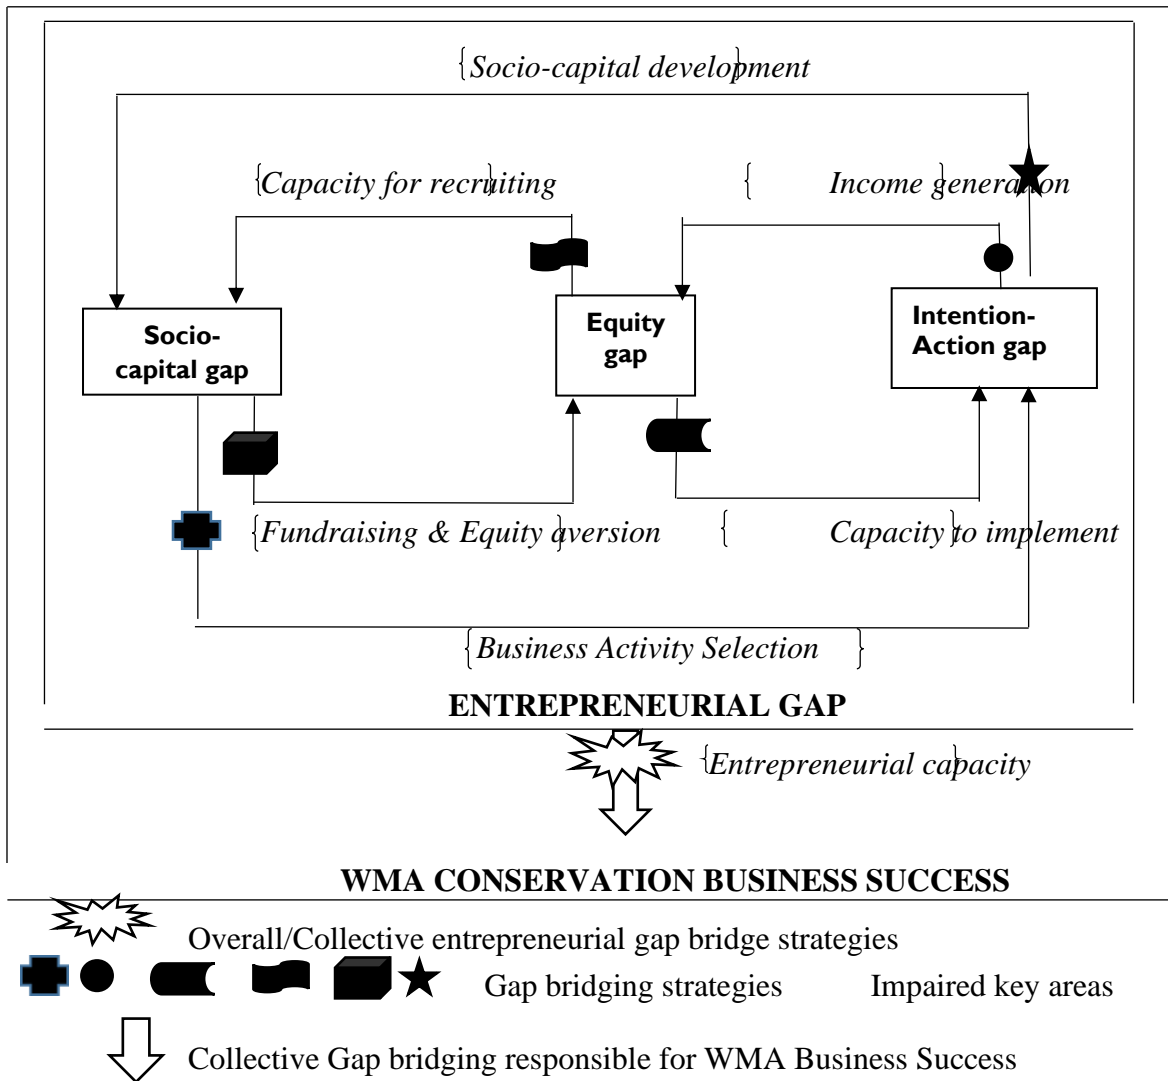 Socio-capital development
Capacity for recruiting
Income generation
Socio-
capital gap
Equity
gap
Intention-
Action gap
Fundraising & Equity aversion
Capacity to implement
Business Activity Selection
ENTREPRENEURIAL GAP
Entrepreneurial capacity
WMA CONSERVATION BUSINESS SUCCESS
Overall/Collective entrepreneurial gap bridge strategies
Gap bridging strategies Impaired key areas
Collective Gap bridging responsible for WMA Business Success